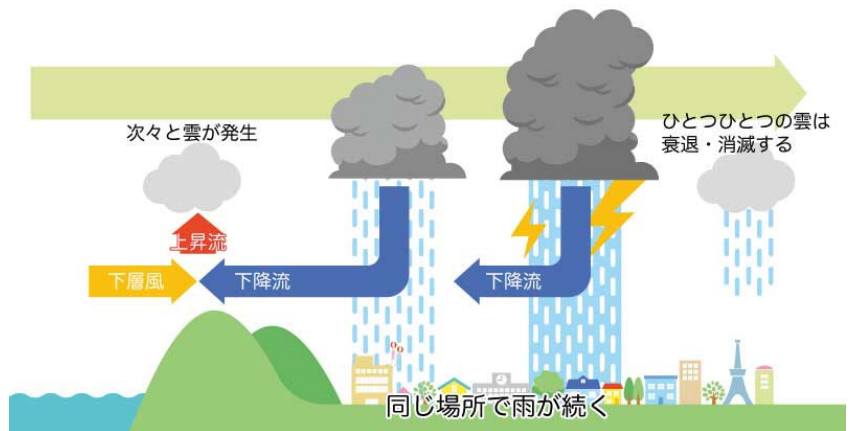 次々と雲が発生
ひとつひとつの雲は
衰退・消滅する
上昇流
下層風
下降流
下降流
同じ場所で雨が続く